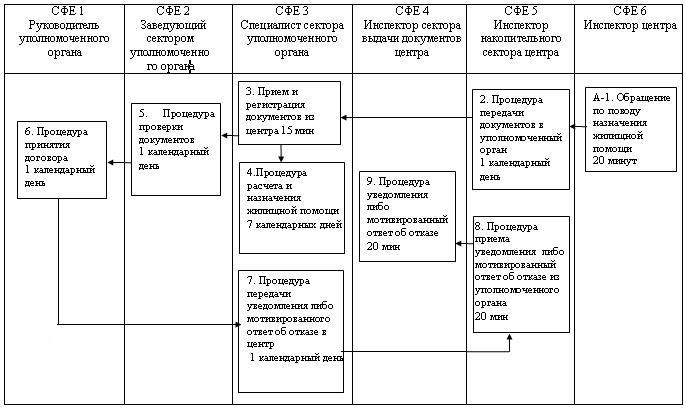 СФЕ 1
Руководитель
уполномоченного
органа
СФЕ 2
Заведующий
сектором
уполномоченно
го органа
СФЕ 3
Специалист сектора
уполномоченного
органа
СФЕ 4
Инспектор сектора
выдачи документов
центра
СФЕ 5
Инспектор
накопительного
сектора центра
СФЕ 6
Инспектор центра
6. Процедура
принятия
договора
1 календарный
день
5. Процедура
проверки
документов
1 календарный
день
3. Прием и
регистрация
документов из
центра 15 мин
4.Процедура
расчета и
назначения
жилищной помощи
7 календарных дней
7. Процедура
передачи
уведомления либо
мотивированного
ответ об отказе в
центр
1 календарный день
9. Процедура
уведомления
либо
мотивированный
ответ об отказе
20 мин
2. Процедура
передачи
документов в
уполномоченный
орган
1 календарный
день
8. Процедура
приема
уведомления либо
мотивированный
ответ об отказе из
уполномоченного
органа
20 мин
А-1. Обращение
по поводу
назначения
жилищной
помощи
20 минут